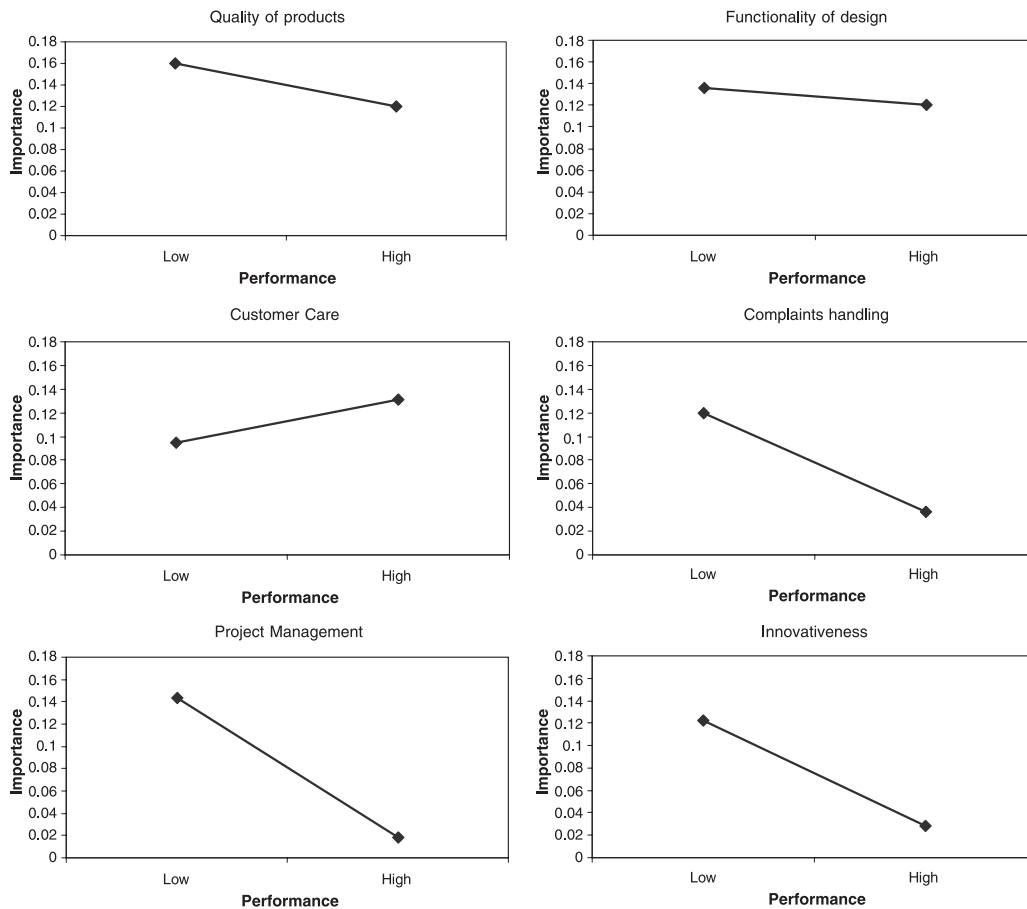 Quality of products
0.18
0.16
0.14
0.12
0.1
0.08
0.06
0.04
0.02
0
Importance
Low High
Performance
Functionality of design
0.18
0.16
0.14
0.12
0.1
0.08
0.06
0.04
0.02
0
Importance
Low High
Performance
Customer Care
0.18
0.16
0.14
0.12
0.1
0.08
0.06
0.04
0.02
0
Importance
Low High
Performance
Complaints handling
0.18
0.16
0.14
0.12
0.1
0.08
0.06
0.04
0.02
0
Importance
Low High
Performance
Project Management
0.18
0.16
0.14
0.12
0.1
0.08
0.06
0.04
0.02
0
Importance
Low High
Performance
Innovativeness
0.18
0.16
0.14
0.12
0.1
0.08
0.06
0.04
0.02
0
Importance
Low High
Performance